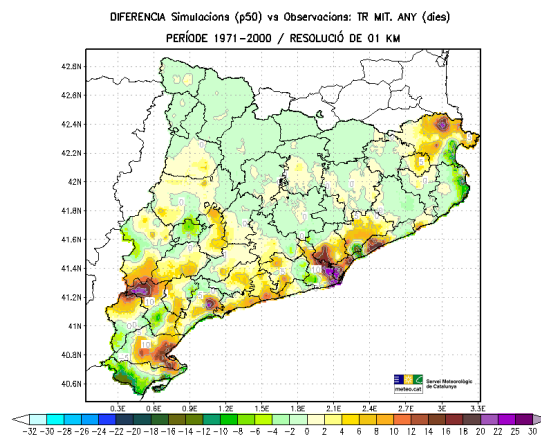 DIFERENCIA Simulacions (p50) vs Observacions: TR MIT. ANY (dies)
PERÍODE 1971-2000 / RESOLUCIÓ DE 01 KM
42.8N
42.6N
42.4N
42.2N
42N
41.8N
41.6N
41.4N
41.2N
41N
40.8N
40.6N
0.3E 0.6E 0.9E 1.2E 1.5E 1.8E 2.1E 2.4E 2.7E 3E 3.3E
meteo.cat
Servei Meteorològic
de Catalunya
-32 -30 -28 -26 -24 -22 -20 -18 -16 -14 -12 -10 -8 -6 -4 -2 0 2 4 6 8 10 12 14 16 18 20 22 25 30